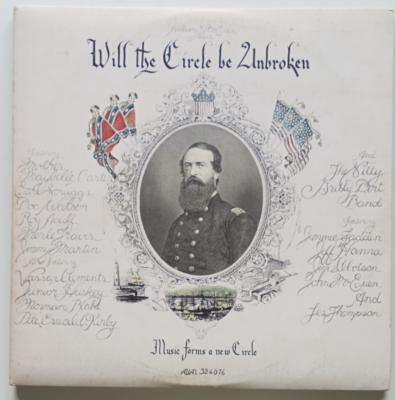 Will the Circle be Unbroken
Featuring
Mother
Maybelle Carter
Earl Scruggs
Doc Watson
Roy Acuff
Merle Travis
Jimmy Martin
Also featuring
Vassar Clements
Junior Huskey
Norman Blake
Pete Oswald Kirby
And
The Nitty
Gritty Dirt
Band
featuring
Jimmie Fadden
Jeff Hanna
Jim Ibbotson
John McEuen
And
Les Thompson
Music forms a new Circle